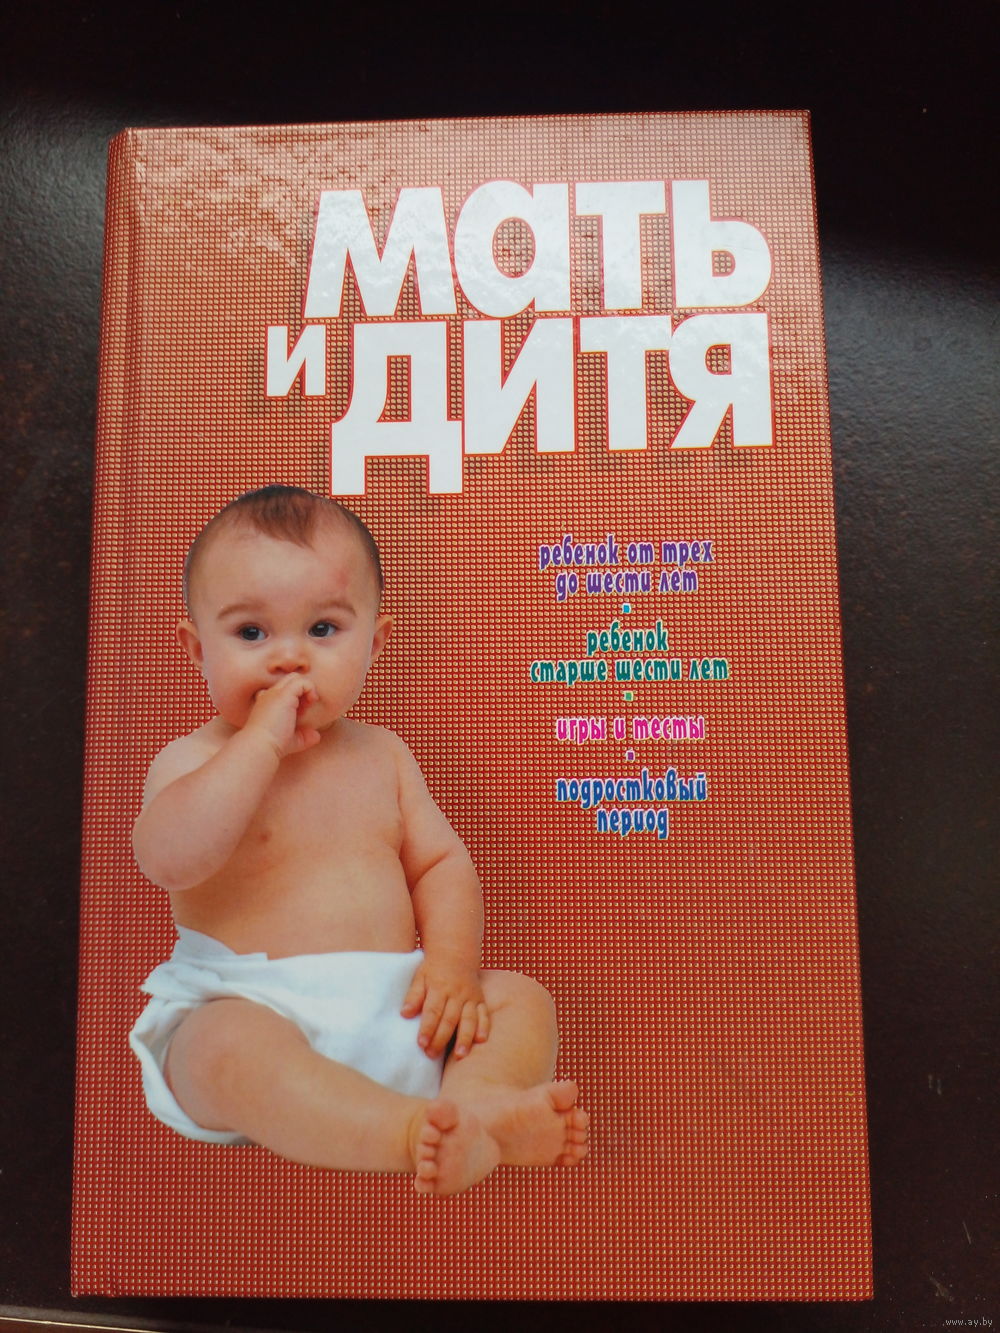 мать
и дитя
ребенок от трех
до шести лет
ребенок
старше шести лет
игры и тесты
подростковый
период
www.ay.by